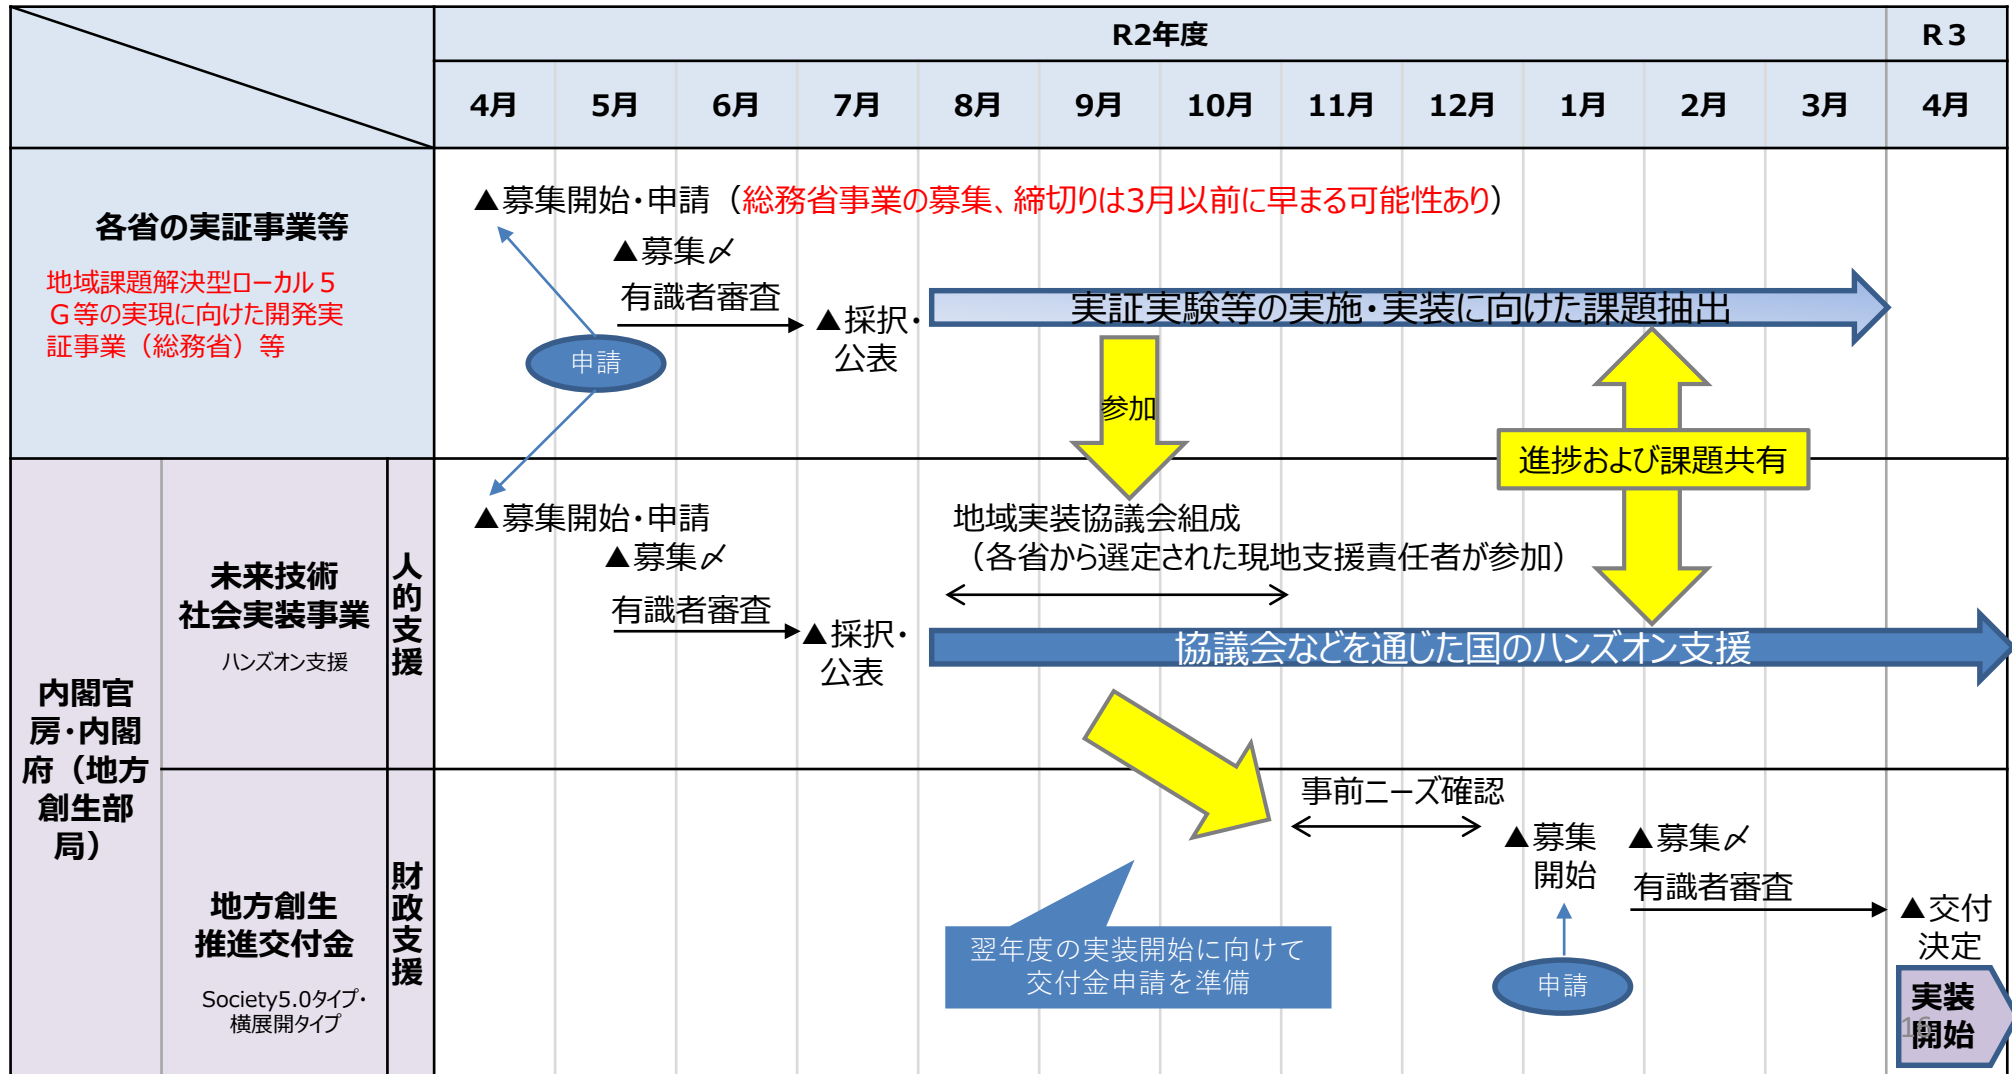 R2年度
R３
4月
5月
6月
7月
8月
9月
10月
11月
12月
1月
2月
3月
4月
各省の実証事業等
地域課題解決型ローカル５
Ｇ等の実現に向けた開発実
証事業（総務省）等
▲募集開始・申請（総務省事業の募集、締切りは3月以前に早まる可能性あり）
▲募集〆
有識者審査
▲採択・
公表
申請
実証実験等の実施・実装に向けた課題抽出
参加
進捗および課題共有
内閣官
房・内閣
府（地方
創生部
局）
未来技術
社会実装事業
ハンズオン支援
人的支援
▲募集開始・申請
▲募集〆
有識者審査
▲採択・
公表
地域実装協議会組成
（各省から選定された現地支援責任者が参加）
協議会などを通じた国のハンズオン支援
地方創生
推進交付金
Society5.0タイプ・
横展開タイプ
財政支援
事前ニーズ確認
▲募集
開始
▲募集〆
有識者審査
▲交付
決定
翌年度の実装開始に向けて
交付金申請を準備
申請
実装
開始
16